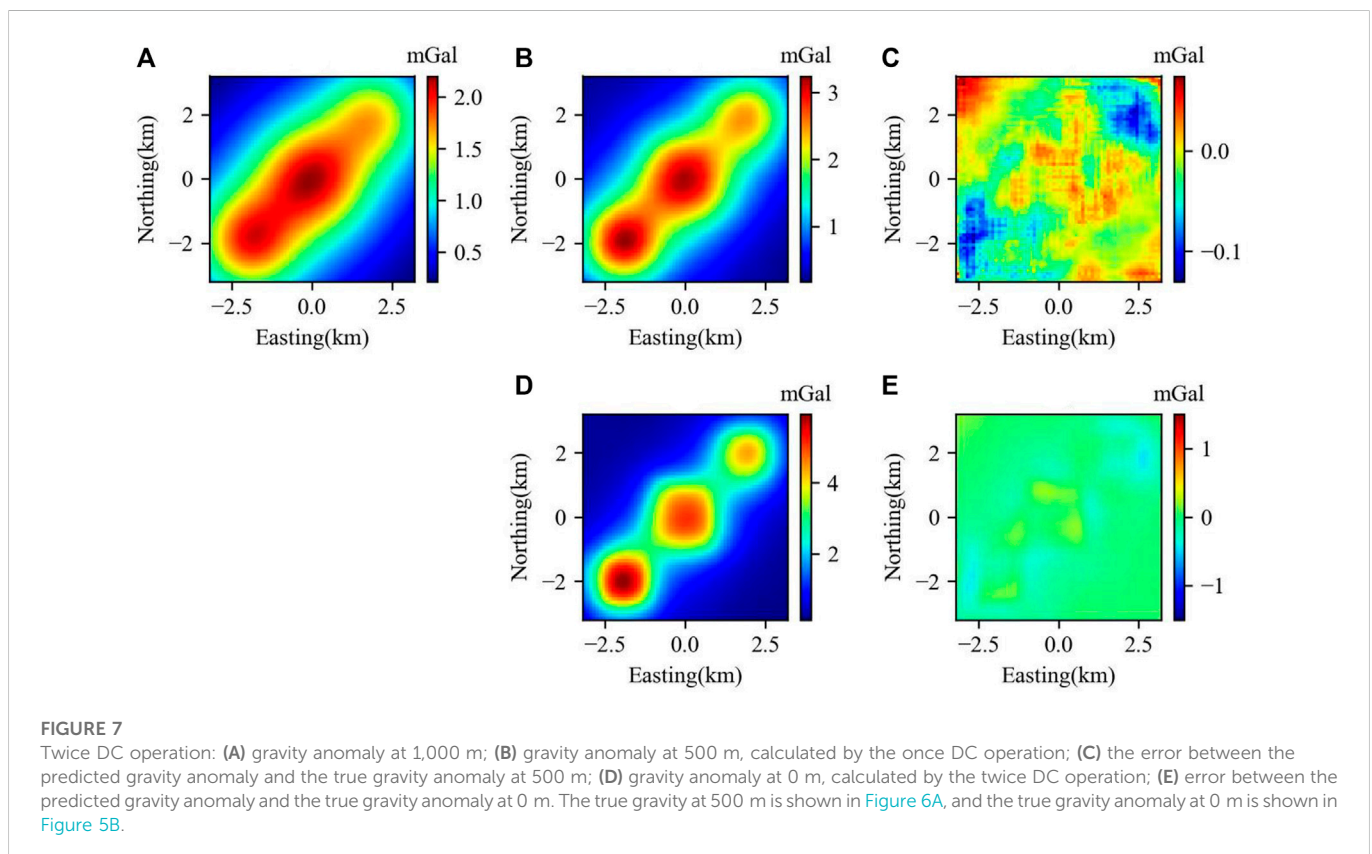 A
mGal
2.0
1.5
1.0
0.5
2
0
−2
Northing(km)
−2.5 0.0 2.5
Easting(km)
B
mGal
3
2
1
2
0
−2
Northing(km)
−2.5 0.0 2.5
Easting(km)
C
mGal
0.0
−0.1
2
0
−2
Northing(km)
−2.5 0.0 2.5
Easting(km)
D
mGal
4
2
2
0
−2
Northing(km)
−2.5 0.0 2.5
Easting(km)
E
mGal
1
0
−1
2
0
−2
Northing(km)
−2.5 0.0 2.5
Easting(km)
FIGURE 7
Twice DC operation: (A) gravity anomaly at 1,000 m; (B) gravity anomaly at 500 m, calculated by the once DC operation; (C) the error between the
predicted gravity anomaly and the true gravity anomaly at 500 m; (D) gravity anomaly at 0 m, calculated by the twice DC operation; (E) error between the
predicted gravity anomaly and the true gravity anomaly at 0 m. The true gravity at 500 m is shown in Figure 6A, and the true gravity anomaly at 0 m is shown in
Figure 5B.